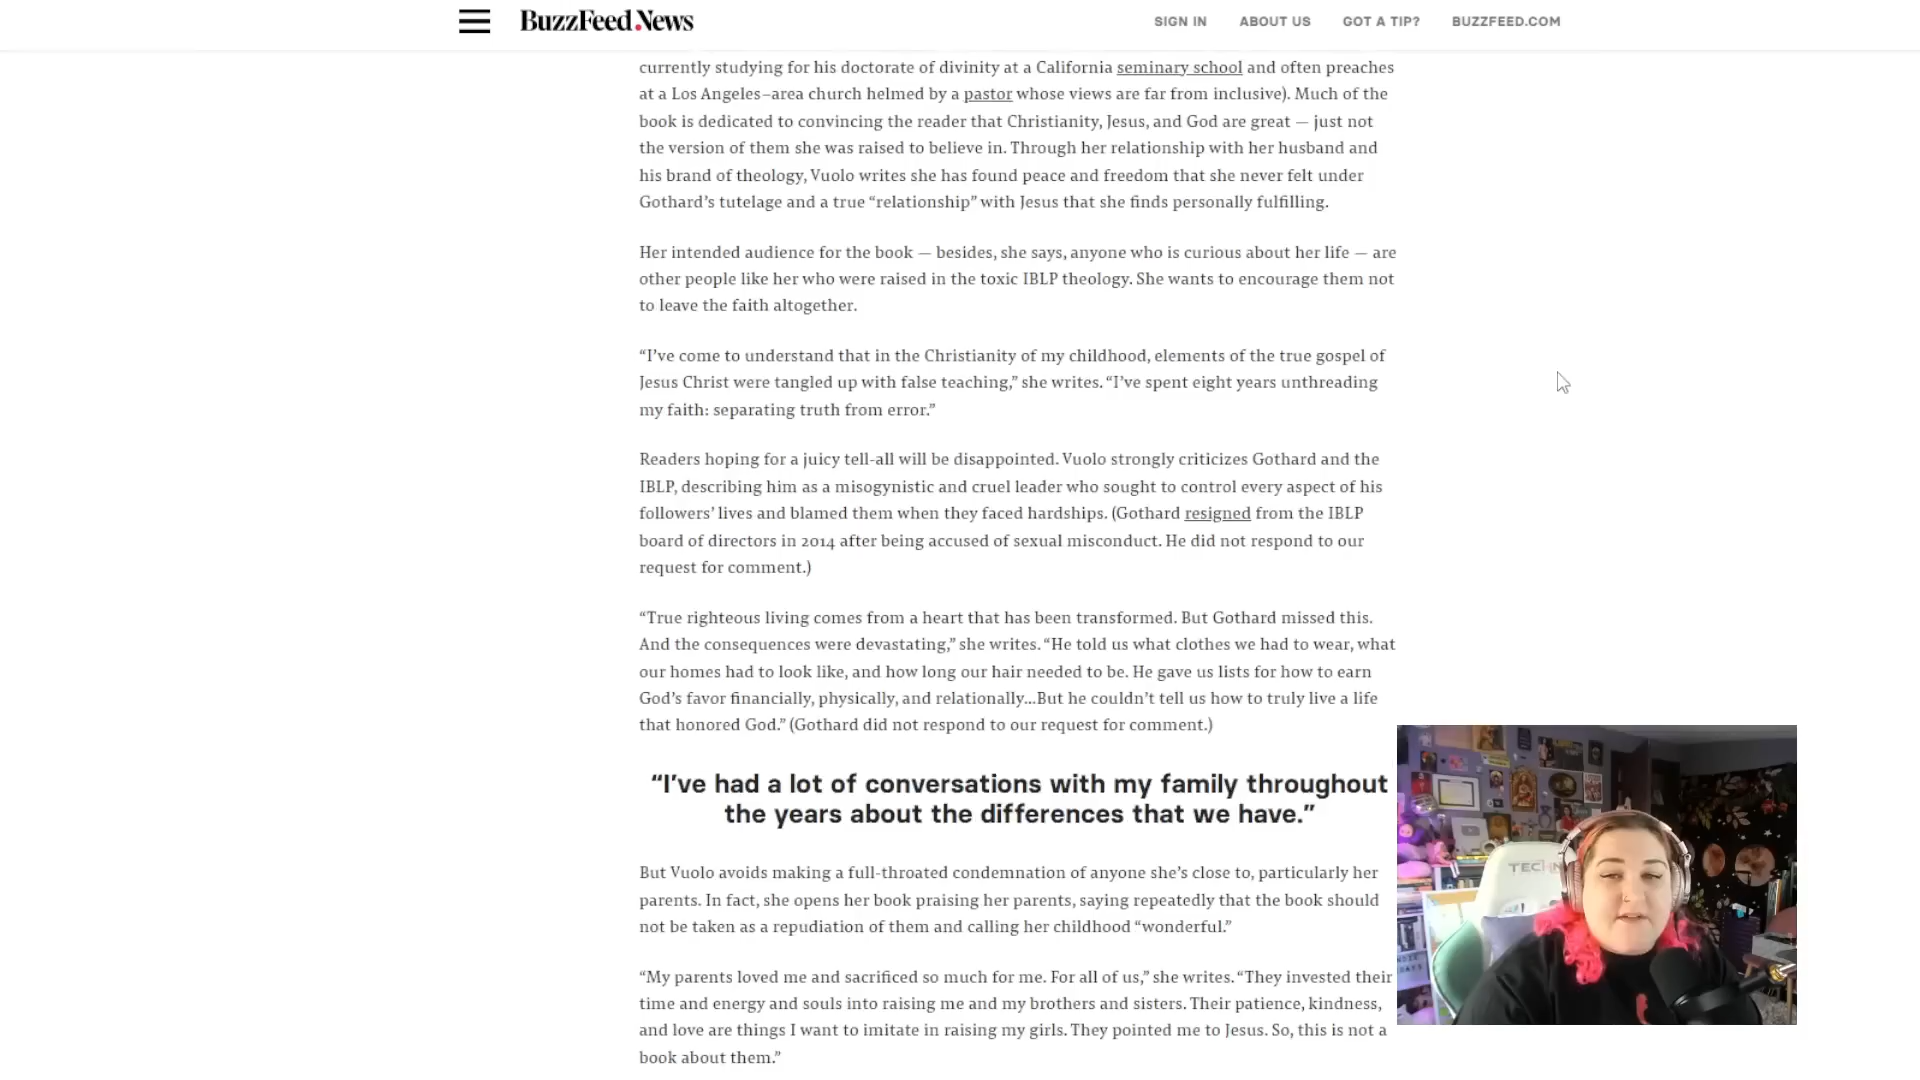 BuzzFeed News
SIGN IN ABOUT US GOT A TIP? BUZZFEED.COM
currently studying for his doctorate of divinity at a California seminary school and often preaches
at a Los Angeles–area church helmed by a pastor whose views are far from inclusive). Much of the
book is dedicated to convincing the reader that Christianity, Jesus, and God are great — just not
the version of them she was raised to believe in. Through her relationship with her husband and
his brand of theology, Vuolo writes she has found peace and freedom that she never felt under
Gothard’s tutelage and a true “relationship” with Jesus that she finds personally fulfilling.
Her intended audience for the book — besides, she says, anyone who is curious about her life — are
other people like her who were raised in the toxic IBLP theology. She wants to encourage them not
to leave the faith altogether.
“I’ve come to understand that in the Christianity of my childhood, elements of the true gospel of
Jesus Christ were tangled up with false teaching,” she writes. “I’ve spent eight years unthreading
my faith: separating truth from error.”
Readers hoping for a juicy tell-all will be disappointed. Vuolo strongly criticizes Gothard and the
IBLP, describing him as a misogynistic and cruel leader who sought to control every aspect of his
followers’ lives and blamed them when they faced hardships. (Gothard resigned from the IBLP
board of directors in 2014 after being accused of sexual misconduct. He did not respond to our
request for comment.)
“True righteous living comes from a heart that has been transformed. But Gothard missed this.
And the consequences were devastating,” she writes. “He told us what clothes we had to wear, what
our homes had to look like, and how long our hair needed to be. He gave us lists for how to earn
God’s favor financially, physically, and relationally…But he couldn’t tell us how to truly live a life
that honored God.” (Gothard did not respond to our request for comment.)
“I’ve had a lot of conversations with my family throughout
the years about the differences that we have.”
But Vuolo avoids making a full-throated condemnation of anyone she’s close to, particularly her
parents. In fact, she opens her book praising her parents, saying repeatedly that the book should
not be taken as a repudiation of them and calling her childhood “wonderful.”
“My parents loved me and sacrificed so much for me. For all of us,” she writes. “They invested their
time and energy and souls into raising me and my brothers and sisters. Their patience, kindness,
and love are things I want to imitate in raising my girls. They pointed me to Jesus. So, this is not a
book about them.”